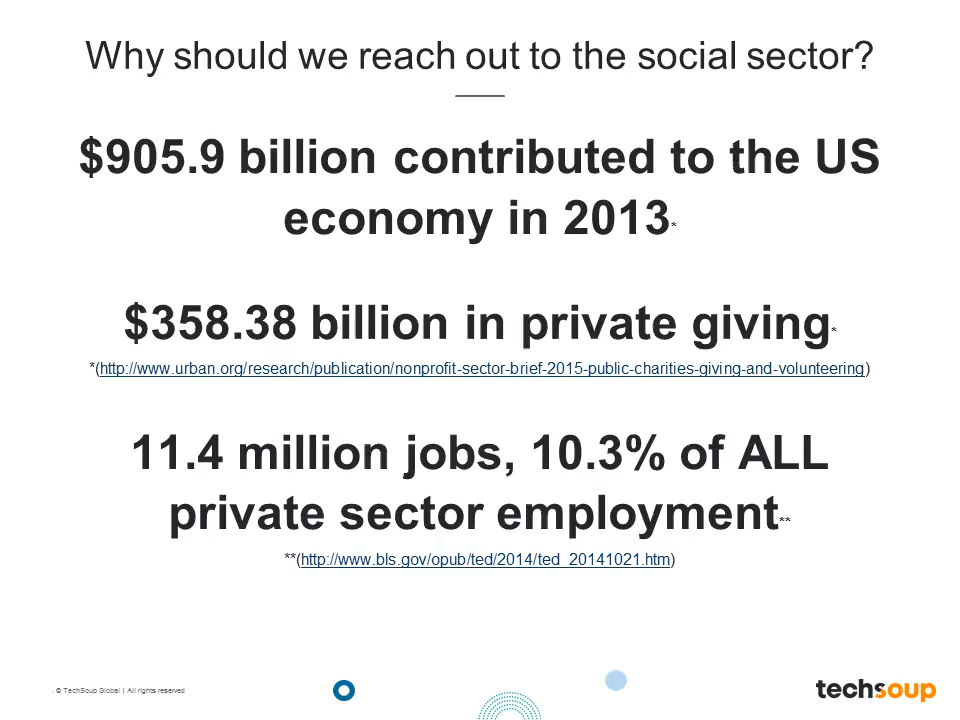 Why should we reach out to the social sector?
$905.9 billion contributed to the US
economy in 2013*
$358.38 billion in private giving*
*(http://www.urban.org/research/publication/nonprofit-sector-brief-2015-public-charities-giving-and-volunteering)
11.4 million jobs, 10.3% of ALL
private sector employment**
**(http://www.bls.gov/opub/ted/2014/ted_20141021.htm)
. © TechSoup Global | All rights reserved
techsoup